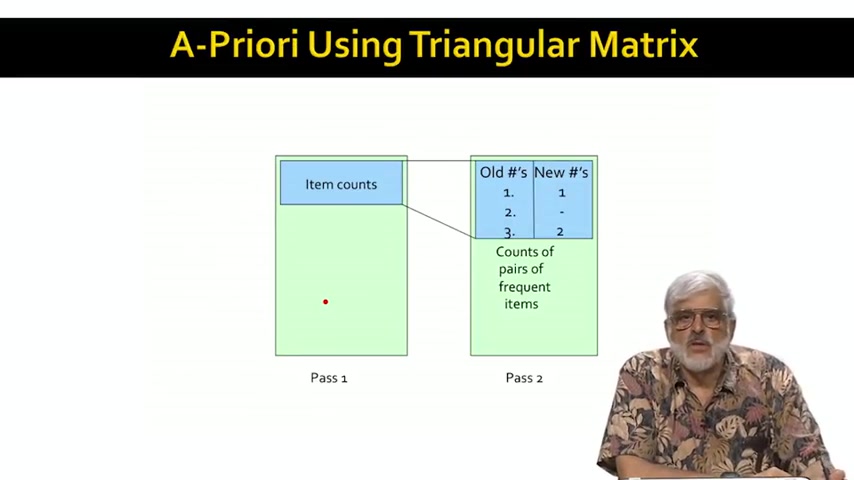 A-Priori Using Triangular Matrix
Item counts
Old #'s New #'s
1. 1
2. -
3. 2
Counts of
pairs of
frequent
items
Pass 1
Pass 2